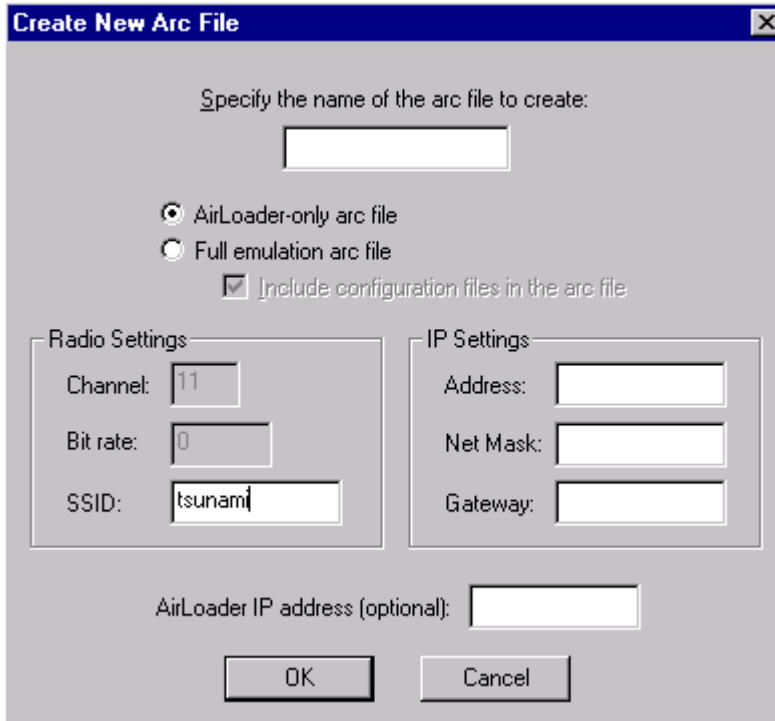 Create New Arc File
Specify the name of the arc file to create:
AirLoader-only arc file
Full emulation arc file
Include configuration files in the arc file
Radio Settings
Channel: 11
Bit rate: 0
SSID: tsunami
IP Settings
Address:
Net Mask:
Gateway:
AirLoader IP address (optional):
OK
Cancel